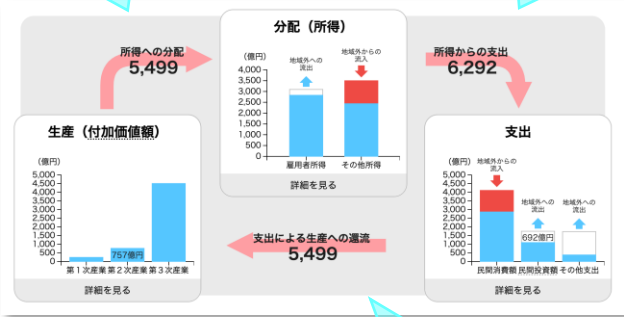 分配（所得）
（億円）
4,000
3,500
3,000
2,500
2,000
1,500
1,000
500
0
地域外への
流出
地域外からの
流入
雇用者所得 その他所得
詳細を見る
所得への分配
5,499
所得からの支出
6,292
生産（付加価値額）
（億円）
5,000
4,500
4,000
3,500
3,000
2,500
2,000
1,500
1,000
500
0
757億円
第１次産業 第２次産業 第３次産業
詳細を見る
支出
（億円）
5,000
4,500
4,000
3,500
3,000
2,500
2,000
1,500
1,000
500
0
地域外からの
流入
地域外への
流出
地域外への
流出
692億円
民間消費額 民間投資額 その他支出
詳細を見る
支出による生産への還流
5,499